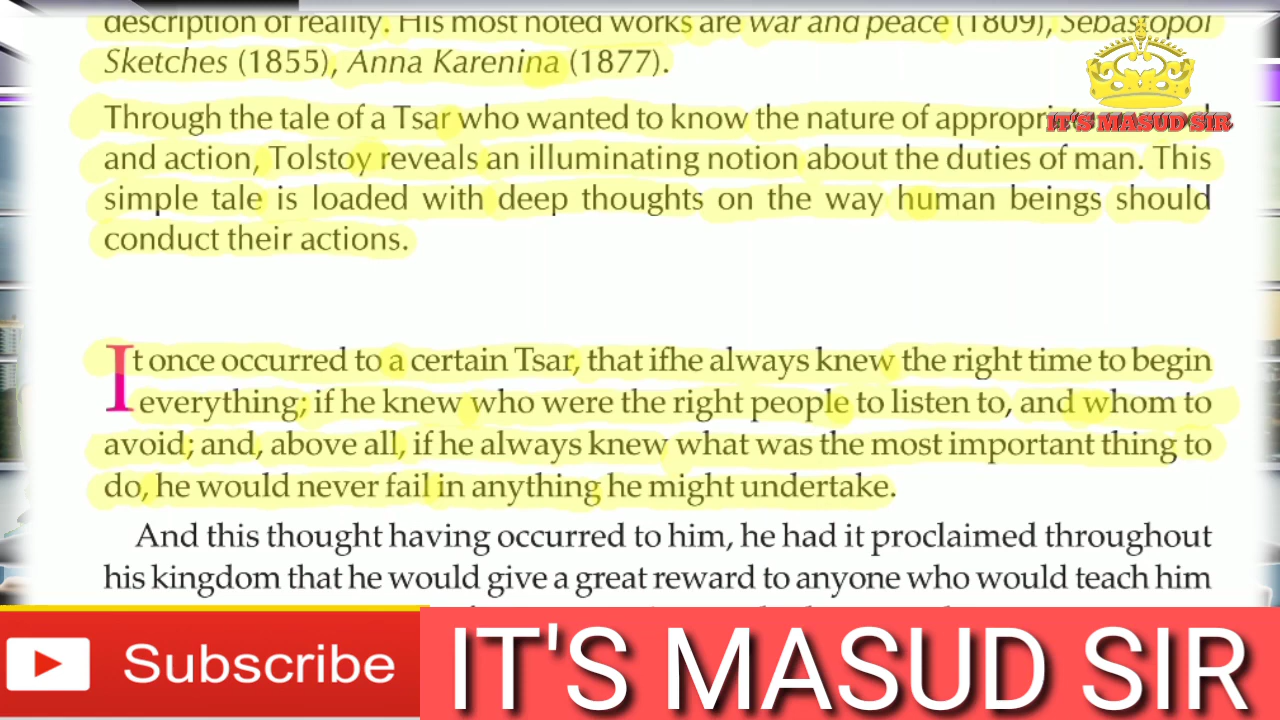 description of reality. His most noted works are war and peace (1809), Sebastopol
Sketches (1855), Anna Karenina (1877).
Through the tale of a Tsar who wanted to know the nature of
and action, Tolstoy reveals an illuminating notion about the duties of man. This
simple tale is loaded with deep thoughts on the way human beings should
conduct their actions.
It once occurred to a certain Tsar, that ifhe always knew the right time to begin
everything; if he knew who were the right people to listen to, and whom to
avoid; and, above all, if he always knew what was the most important thing to
do, he would never fail in anything he might undertake.
And this thought having occurred to him, he had it proclaimed throughout
his kingdom that he would give a great reward to anyone who would teach him
IT'S MASUD SIR
Subscribe
IT'S MASUD SIR